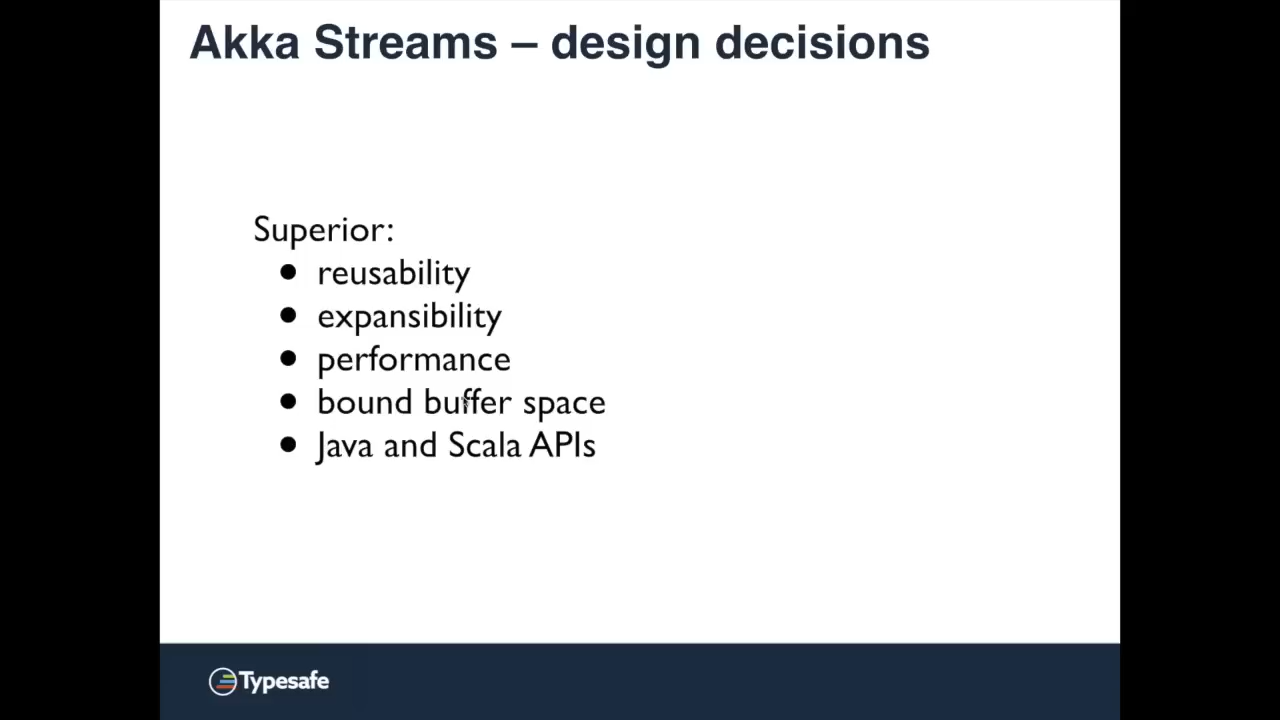 Akka Streams – design decisions
Superior:
● reusability
● expansibility
● performance
● bound buffer space
● Java and Scala APIs
Typesafe